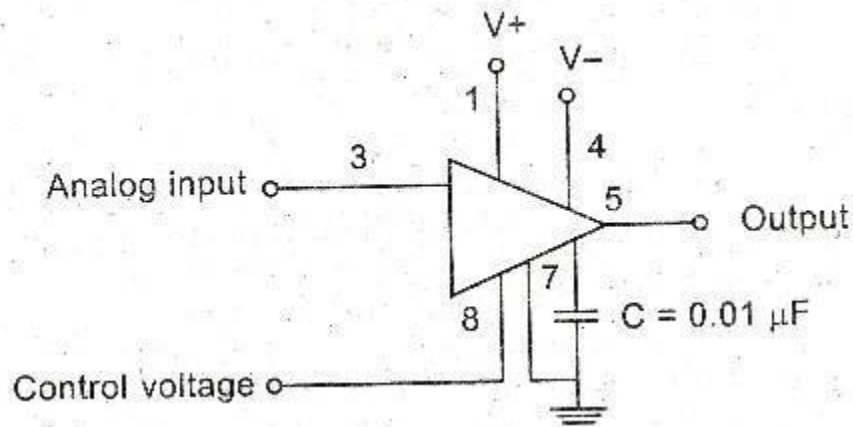 V+
V–
1
4
3
Analog input
5
Output
7
8
C = 0.01 μF
Control voltage